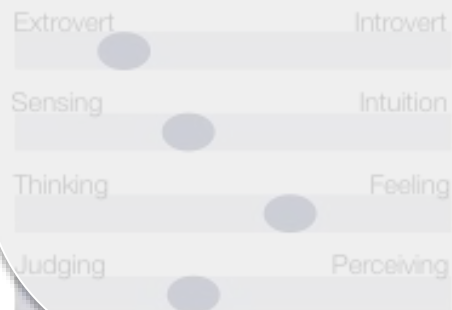 Extrovert Introvert
Sensing Intuition
Thinking Feeling
Judging Perceiving